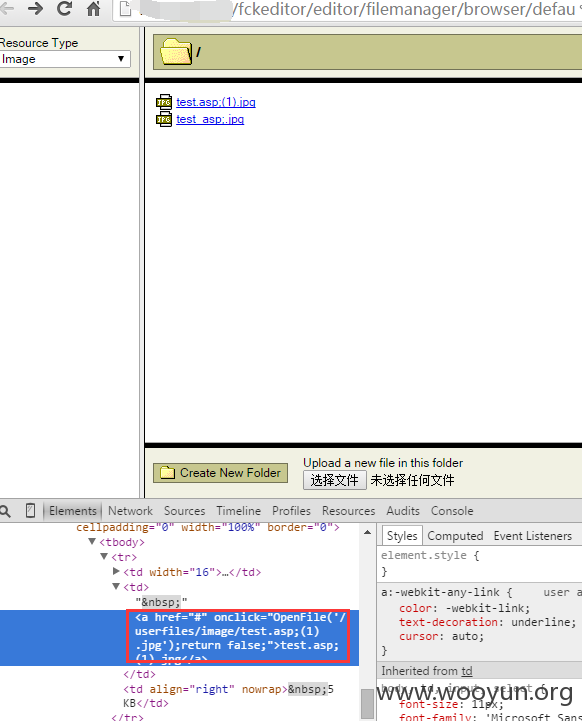 /fckeditor/editor/filemanager/browser/defau
Resource Type
Image
/
test.asp;(1).jpg
test_asp;.jpg
Create New Folder
Upload a new file in this folder
选择文件 未选择任何文件
Elements Network Sources Timeline Profiles Resources Audits Console
cellpadding="0" width="100%" border="0">
▼<tbody>
▼<tr>
▶<td width="16">…</td>
▼<td>
"&nbsp;"
<a href="#" onclick="OpenFile('/
userfiles/image/test.asp;(1)
.jpg');return false;">test.asp;
(1).jpg</a>
</td>
<td align="right" nowrap>&nbsp;5
KB</td>
</tr>
Styles Computed Event Listeners
element.style {
}
a:-webkit-any-link { user a
color: -webkit-link;
text-decoration: underline;
cursor: auto;
}
Inherited from td
body, td, input, select {
font-size: 11px;
font-family: 'Microsoft Sans
www.wooyun.org